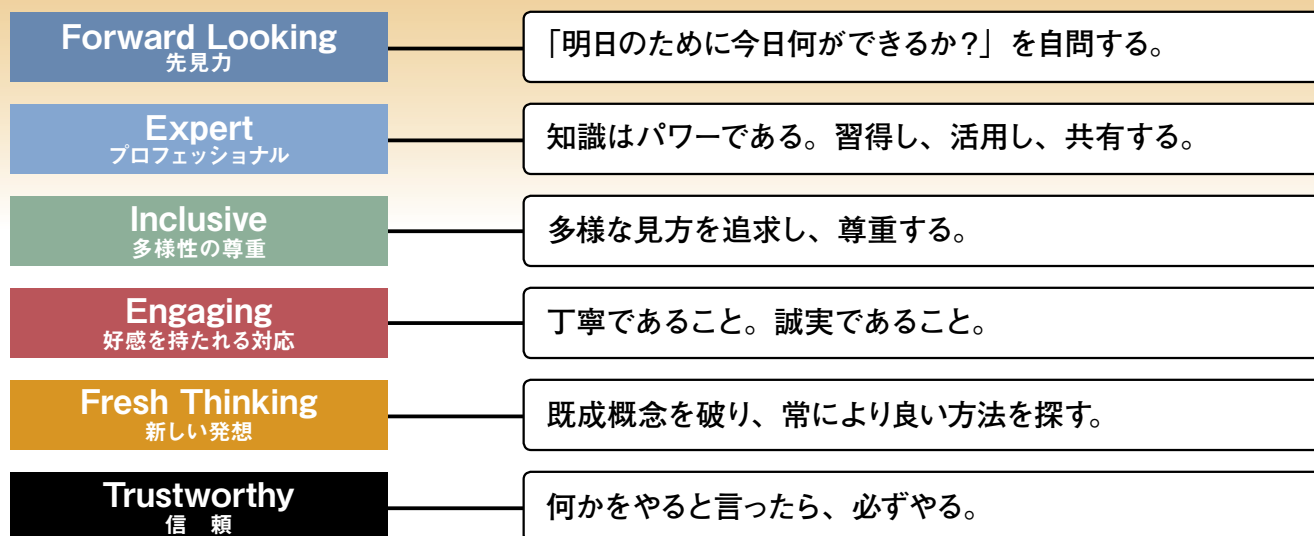 Forward Looking
先見力
「明日のために今日何ができるか?」を自問する。
Expert
プロフェッショナル
知識はパワーである。習得し、活用し、共有する。
Inclusive
多様性の尊重
多様な見方を追求し、尊重する。
Engaging
好感を持たれる対応
丁寧であること。誠実であること。
Fresh Thinking
新しい発想
既成概念を破り、常により良い方法を探す。
Trustworthy
信 頼
何かをやると言ったら、必ずやる。